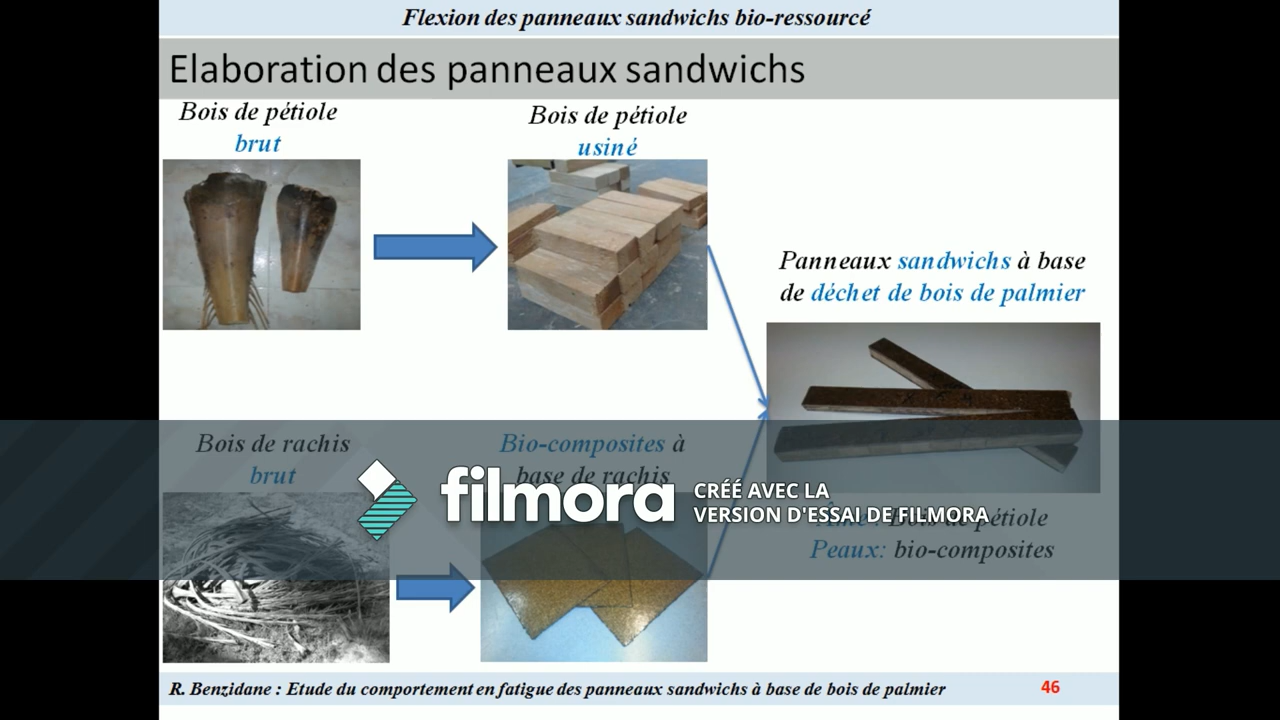 Flexion des panneaux sandwichs bio-ressourcé
Elaboration des panneaux sandwichs
Bois de pétiole
brut
Bois de pétiole
usiné
Panneaux sandwichs à base
de déchet de bois de palmier
Bois de rachis
brut
Bio-composites à
base de rachis
filmora
CRÉÉ AVEC LA
VERSION D'ESSAI DE FILMORA
Âme: Bois de pétiole
Peaux: bio-composites
R. Benzidane : Etude du comportement en fatigue des panneaux sandwichs à base de bois de palmier
46